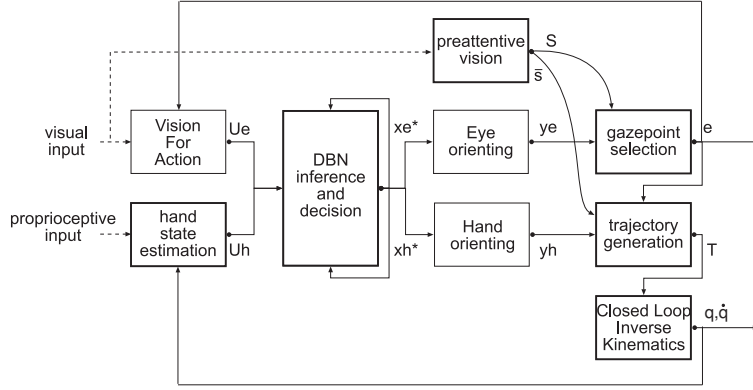 preattentive
vision
S
s̄
visual
input
Vision
For
Action
Ue
DBN
inference
and
decision
xe*
Eye
orienting
ye
gazepoint
selection
e
proprioceptive
input
hand
state
estimation
Uh
xh*
Hand
orienting
yh
trajectory
generation
T
Closed Loop
Inverse
Kinematics
q,q̇